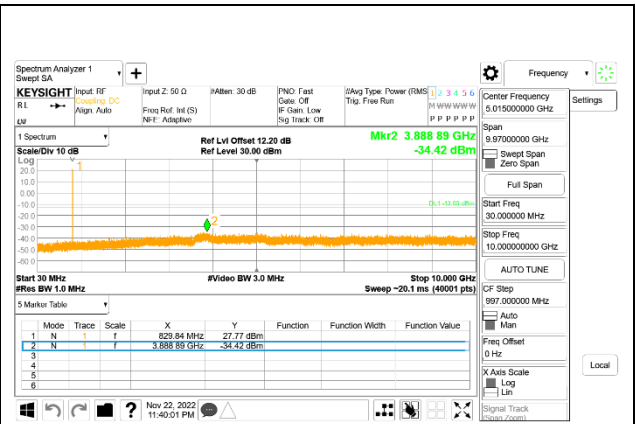 Spectrum Analyzer 1
Swept SA
Frequency
KEYSIGHT
Input: RF
Coupling: DC
Align: Auto
Input Z: 50 Ω
Freq Ref: Int (S)
NFE: Adaptive
#Atten: 30 dB
PNO: Fast
Gate: Off
IF Gain: Low
Sig Track: Off
#Avg Type: Power (RMS
Trig: Free Run
1 2 3 4 5 6
M W W W W W
P P P P P P
R L
Center Frequency
5.015000000 GHz
Settings
1 Spectrum
Scale/Div 10 dB
Log
Ref Lvl Offset 12.20 dB
Ref Level 30.00 dBm
Mkr2 3.888 89 GHz
-34.42 dBm
Span
9.97000000 GHz
Swept Span
Zero Span
Full Span
20.0
10.0
0.00
-10.0
-20.0
-30.0
-40.0
-50.0
-60.0
1
2
Start Freq
30.000000 MHz
Stop Freq
10.000000000 GHz
AUTO TUNE
Start 30 MHz
#Res BW 1.0 MHz
#Video BW 3.0 MHz
Stop 10.000 GHz
Sweep ~20.1 ms (40001 pts)
CF Step
997.000000 MHz
Auto
Man
5 Marker Table
Mode Trace Scale X Y Function Function Width Function Value
1 N 1 f 829.84 MHz 27.77 dBm
2 N 1 f 3.888 89 GHz -34.42 dBm
3
4
5
6
Freq Offset
0 Hz
X Axis Scale
Log
Lin
Local
Signal Track
(Span Zoom)
?
Nov 22, 2022
11:40:01 PM